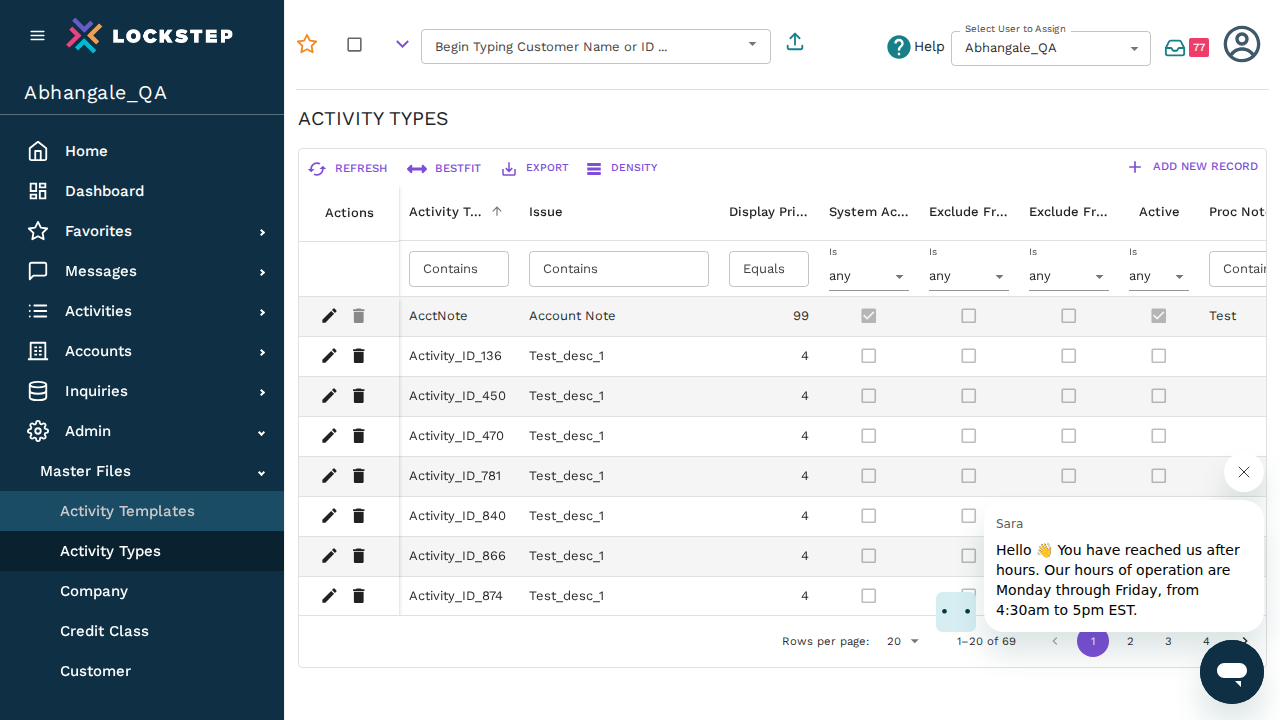 LOCKSTEP
Abhangale_QA
Home
Dashboard
Favorites
Messages
Activities
Accounts
Inquiries
Admin
Master Files
Activity Templates
Activity Types
Company
Credit Class
Customer
Begin Typing Customer Name or ID ...
Help
Select User to Assign
Abhangale_QA
77
ACTIVITY TYPES
REFRESH BESTFIT EXPORT DENSITY ADD NEW RECORD
Actions Activity T... Issue Display Pri... System Ac... Exclude Fr... Exclude Fr... Active Proc Note
Is Is Is Is
Contains Contains Equals any any any any Contain
AcctNote Account Note 99 Test
Activity_ID_136 Test_desc_1 4
Activity_ID_450 Test_desc_1 4
Activity_ID_470 Test_desc_1 4
Activity_ID_781 Test_desc_1 4
Activity_ID_840 Test_desc_1 4
Activity_ID_866 Test_desc_1 4
Activity_ID_874 Test_desc_1 4
Rows per page: 20 1–20 of 69 1 2 3 4
Sara
Hello 👋 You have reached us after
hours. Our hours of operation are
Monday through Friday, from
4:30am to 5pm EST.